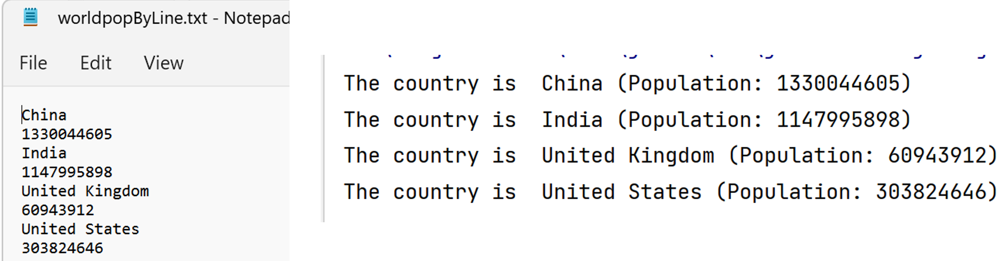 worldpopByLine.txt - Notepad
File Edit View
China
1330044605
India
1147995898
United Kingdom
60943912
United States
303824646
The country is  China (Population: 1330044605)
The country is  India (Population: 1147995898)
The country is  United Kingdom (Population: 60943912)
The country is  United States (Population: 303824646)